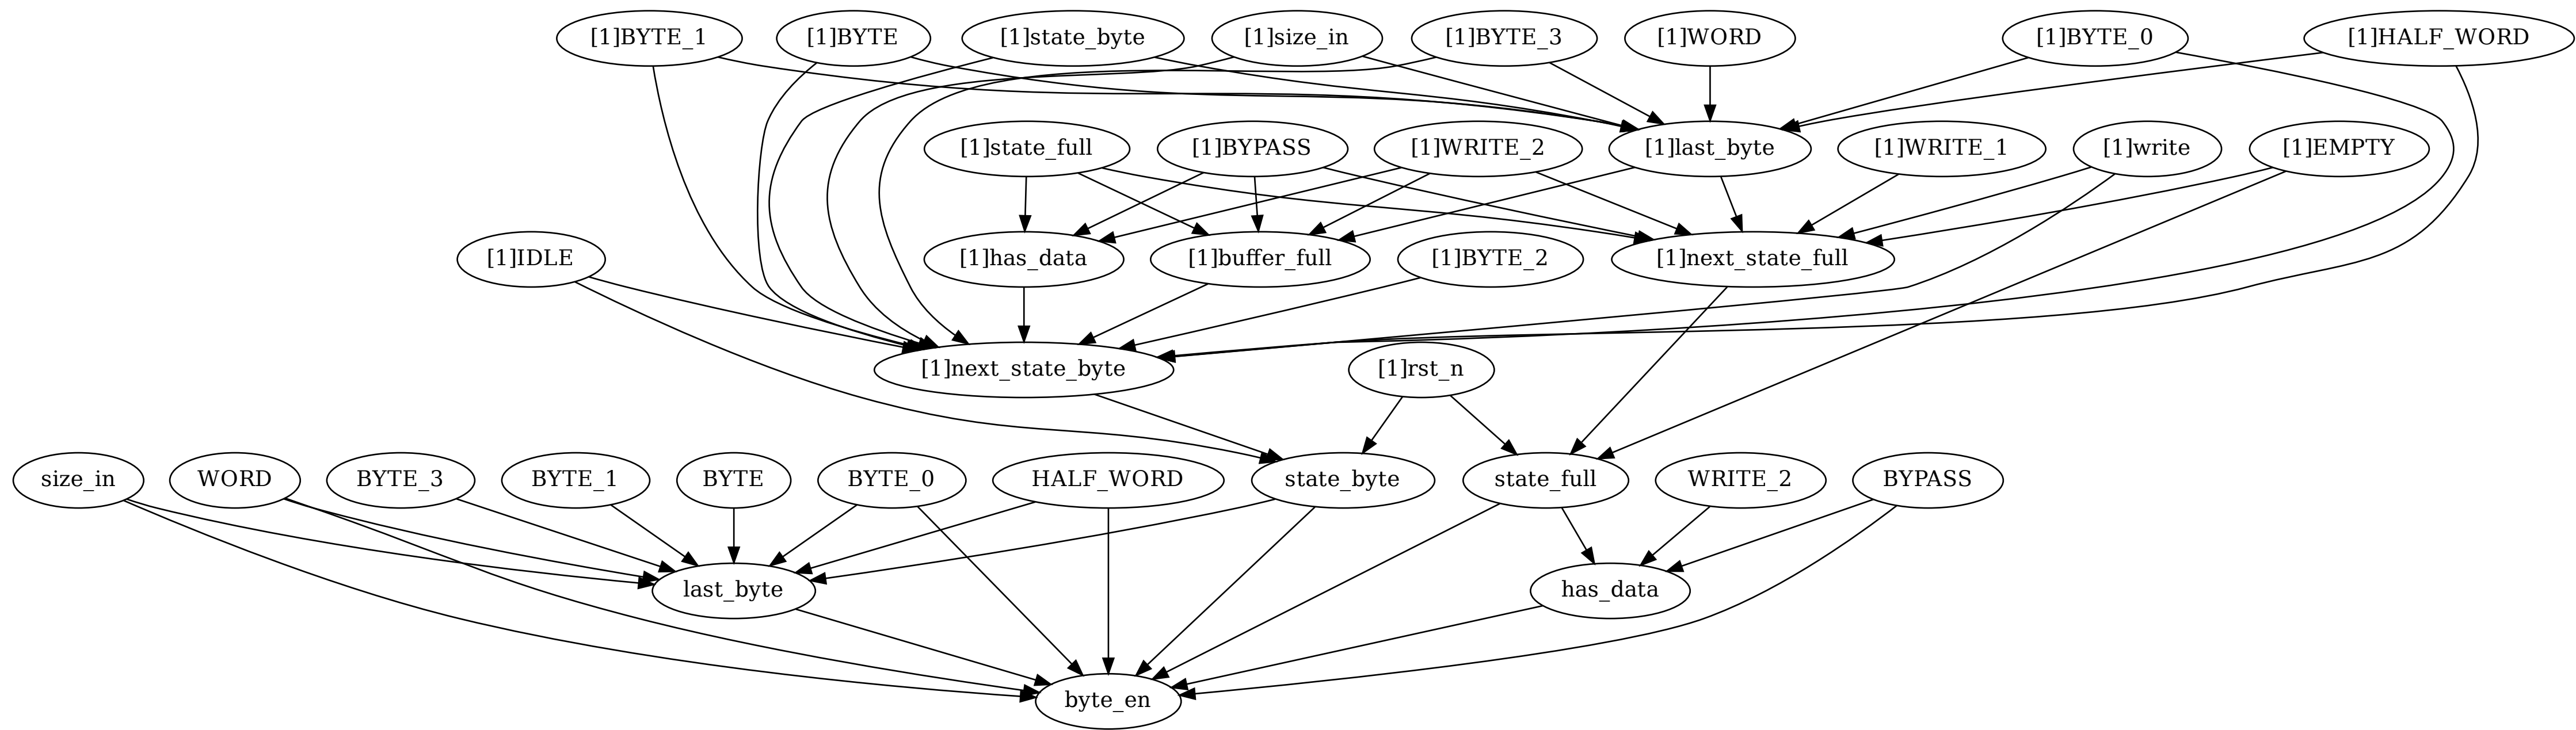 [1]BYTE_1
[1]BYTE
[1]state_byte
[1]size_in
[1]BYTE_3
[1]WORD
[1]BYTE_0
[1]HALF_WORD
[1]state_full
[1]BYPASS
[1]WRITE_2
[1]last_byte
[1]WRITE_1
[1]write
[1]EMPTY
[1]IDLE
[1]has_data
[1]buffer_full
[1]BYTE_2
[1]next_state_full
[1]next_state_byte
[1]rst_n
size_in
WORD
BYTE_3
BYTE_1
BYTE
BYTE_0
HALF_WORD
state_byte
state_full
WRITE_2
BYPASS
last_byte
has_data
byte_en